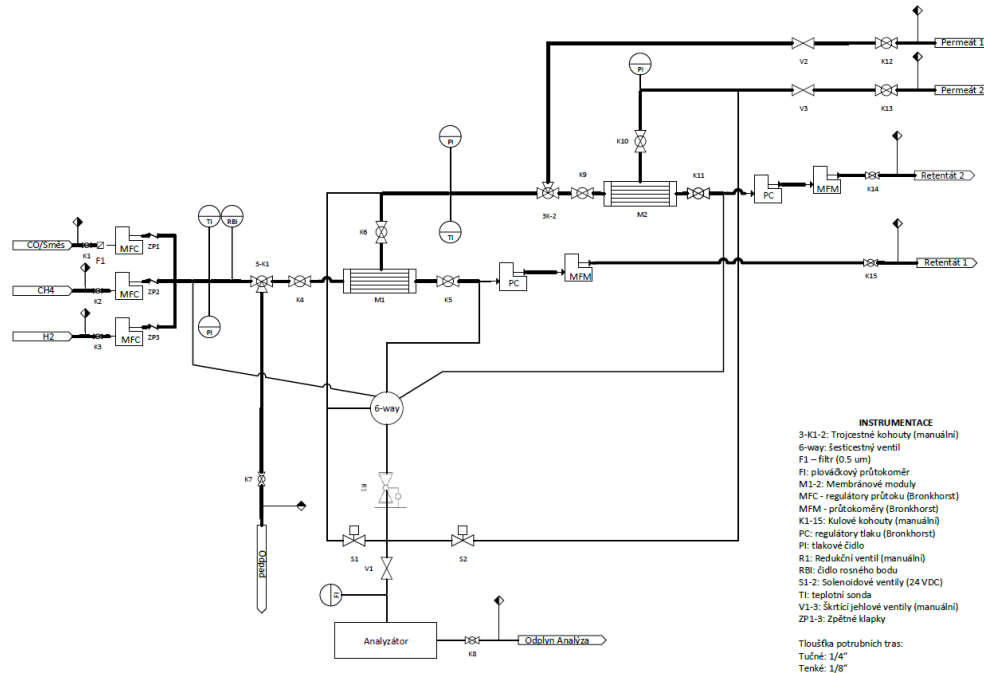 Permeát 1
V2
K12
PI
Permeát 2
V3
K13
K10
PI
K9
K11
3K-2
M2
PC
MFM
K14
Retentát 2
TI
RBI
K6
TI
CO/Směs
K1
F1
MFC
ZP1
3-K1
PC
MFM
K15
Retentát 1
CH4
K2
MFC
ZP2
K4
M1
K5
H2
K3
MFC
ZP3
PI
6-way
K7
R1
Odpad
S1
S2
V1
FI
Analyzátor
K8
Odplyn Analýza
INSTRUMENTACE
3-K1-2: Trojcestné kohouty (manuální)
6-way: šesticestný ventil
F1 – filtr (0.5 um)
FI: plováčkový průtokoměr
M1-2: Membránové moduly
MFC - regulátory průtoku (Bronkhorst)
MFM - průtokoměry (Bronkhorst)
K1-15: Kulové kohouty (manuální)
PC: regulátory tlaku (Bronkhorst)
PI: tlakové čidlo
R1: Redukční ventil (manuální)
RBI: čidlo rosného bodu
S1-2: Solenoidové ventily (24 VDC)
TI: teplotní sonda
V1-3: Škrtící jehlové ventily (manuální)
ZP1-3: Zpětné klapky
Tloušťka potrubních tras:
Tučné: 1/4“
Tenké: 1/8“